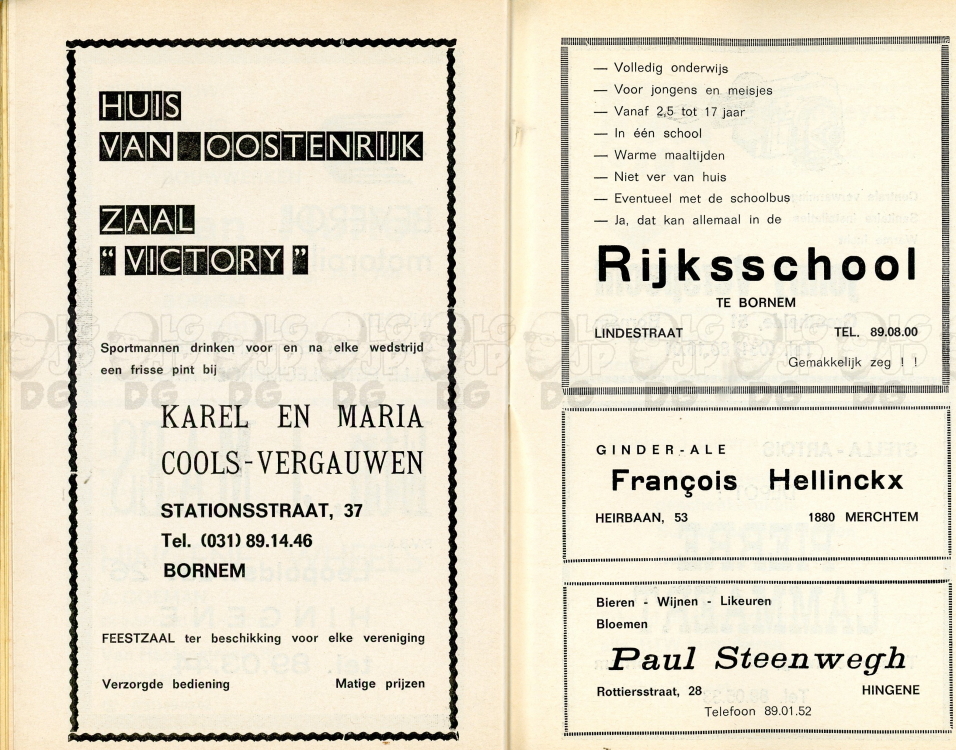 HUIS
VAN OOSTENRIJK
ZAAL
“ VICTORY ”
Sportmannen drinken voor en na elke wedstrijd
een frisse pint bij
KAREL EN MARIA
COOLS-VERGAUWEN
STATIONSSTRAAT, 37
Tel. (031) 89.14.46
BORNEM
FEESTZAAL ter beschikking voor elke vereniging
Verzorgde bediening Matige prijzen
— Volledig onderwijs
— Voor jongens en meisjes
— Vanaf 2,5 tot 17 jaar
— In één school
— Warme maaltijden
— Niet ver van huis
— Eventueel met de schoolbus
— Ja, dat kan allemaal in de
Rijksschool
TE BORNEM
LINDESTRAAT TEL. 89.08.00
Gemakkelijk zeg ! !
GINDER-ALE
François Hellinckx
HEIRBAAN, 53 1880 MERCHTEM
Bieren - Wijnen - Likeuren
Bloemen
Paul Steenwegh
Rottiersstraat, 28 HINGENE
Telefoon 89.01.52